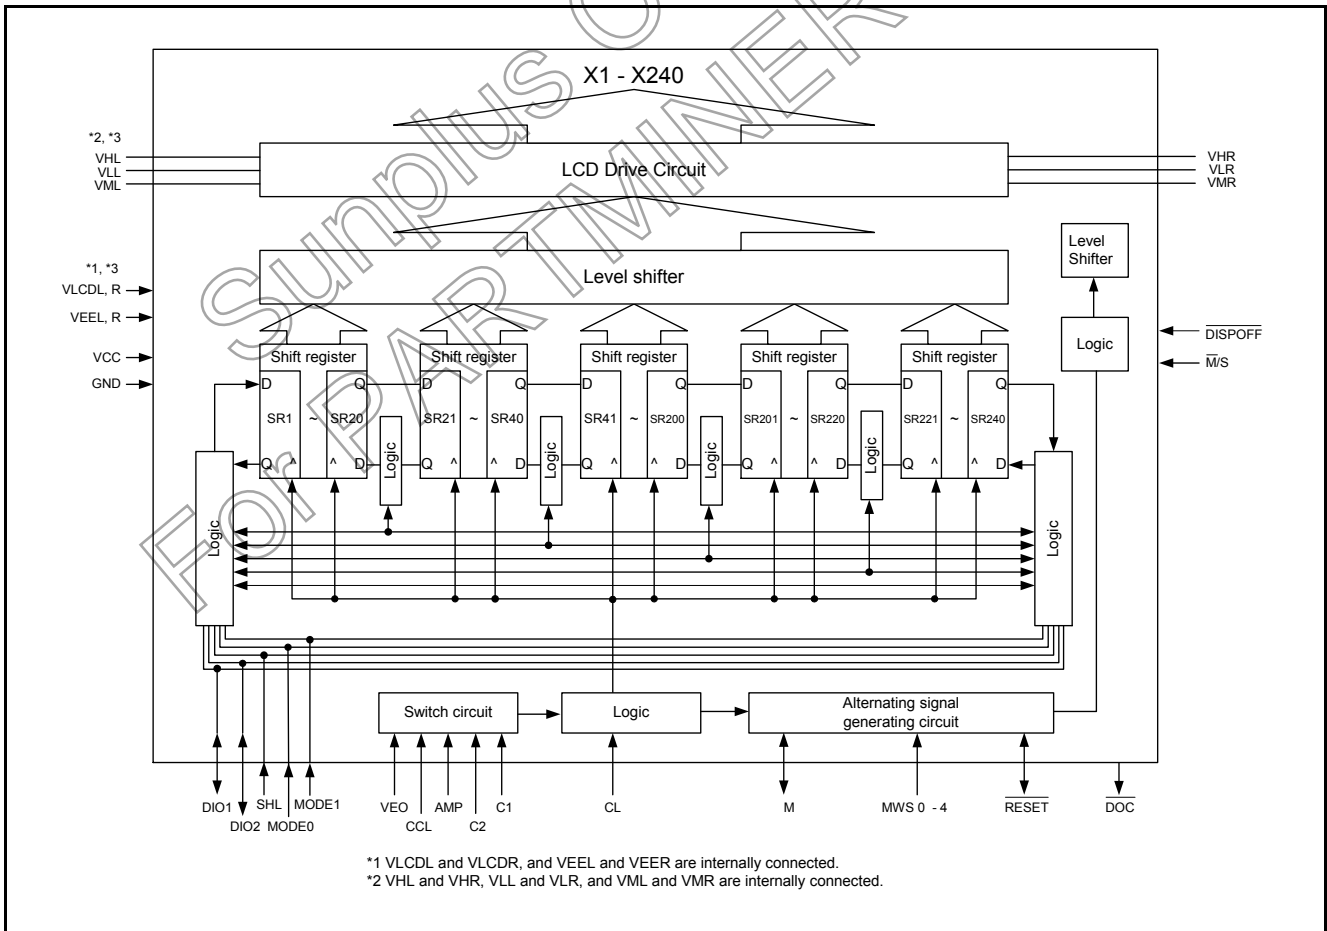 X1 - X240
*2, *3
VHL
VLL
VML
LCD Drive Circuit
VHR
VLR
VMR
Level
Shifter
*1, *3
VLCDL, R
VEEL, R
VCC
GND
Level shifter
Logic
DISPOFF
M/S
Shift register
D Q
SR1 ~ SR20
Q ^ ^ D
Logic
Shift register
D Q
SR21 ~ SR40
Q ^ ^ D
Logic
Shift register
D Q
SR41 ~ SR200
Q ^ ^ D
Logic
Shift register
D Q
SR201 ~ SR220
Q ^ ^ D
Logic
Shift register
D Q
SR221 ~ SR240
Q ^ ^ D
Logic
Logic
Switch circuit
Logic
Alternating signal
generating circuit
DIO1
DIO2
SHL
MODE0
MODE1
VEO
CCL
AMP
C2
C1
CL
M
MWS 0 - 4
RESET
DOC
*1 VLCDL and VLCDR, and VEEL and VEER are internally connected.
*2 VHL and VHR, VLL and VLR, and VML and VMR are internally connected.
Sunplus
For PARTMINER